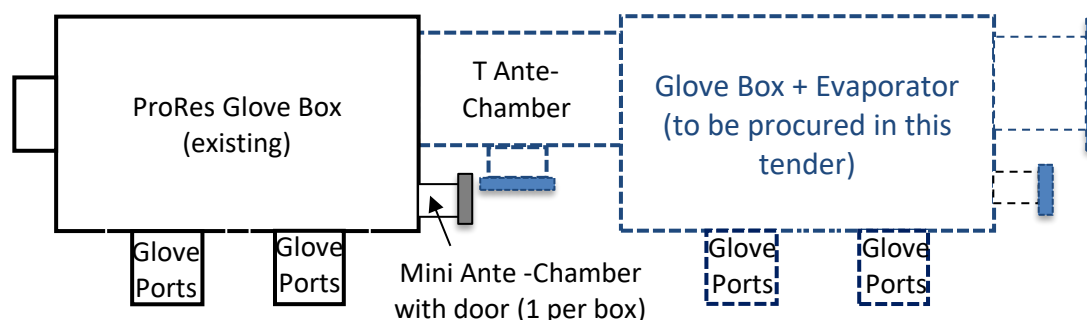 ProRes Glove Box
(existing)
T Ante-
Chamber
Glove Box + Evaporator
(to be procured in this
tender)
Glove
Ports
Glove
Ports
Mini Ante -Chamber
with door (1 per box)
Glove
Ports
Glove
Ports